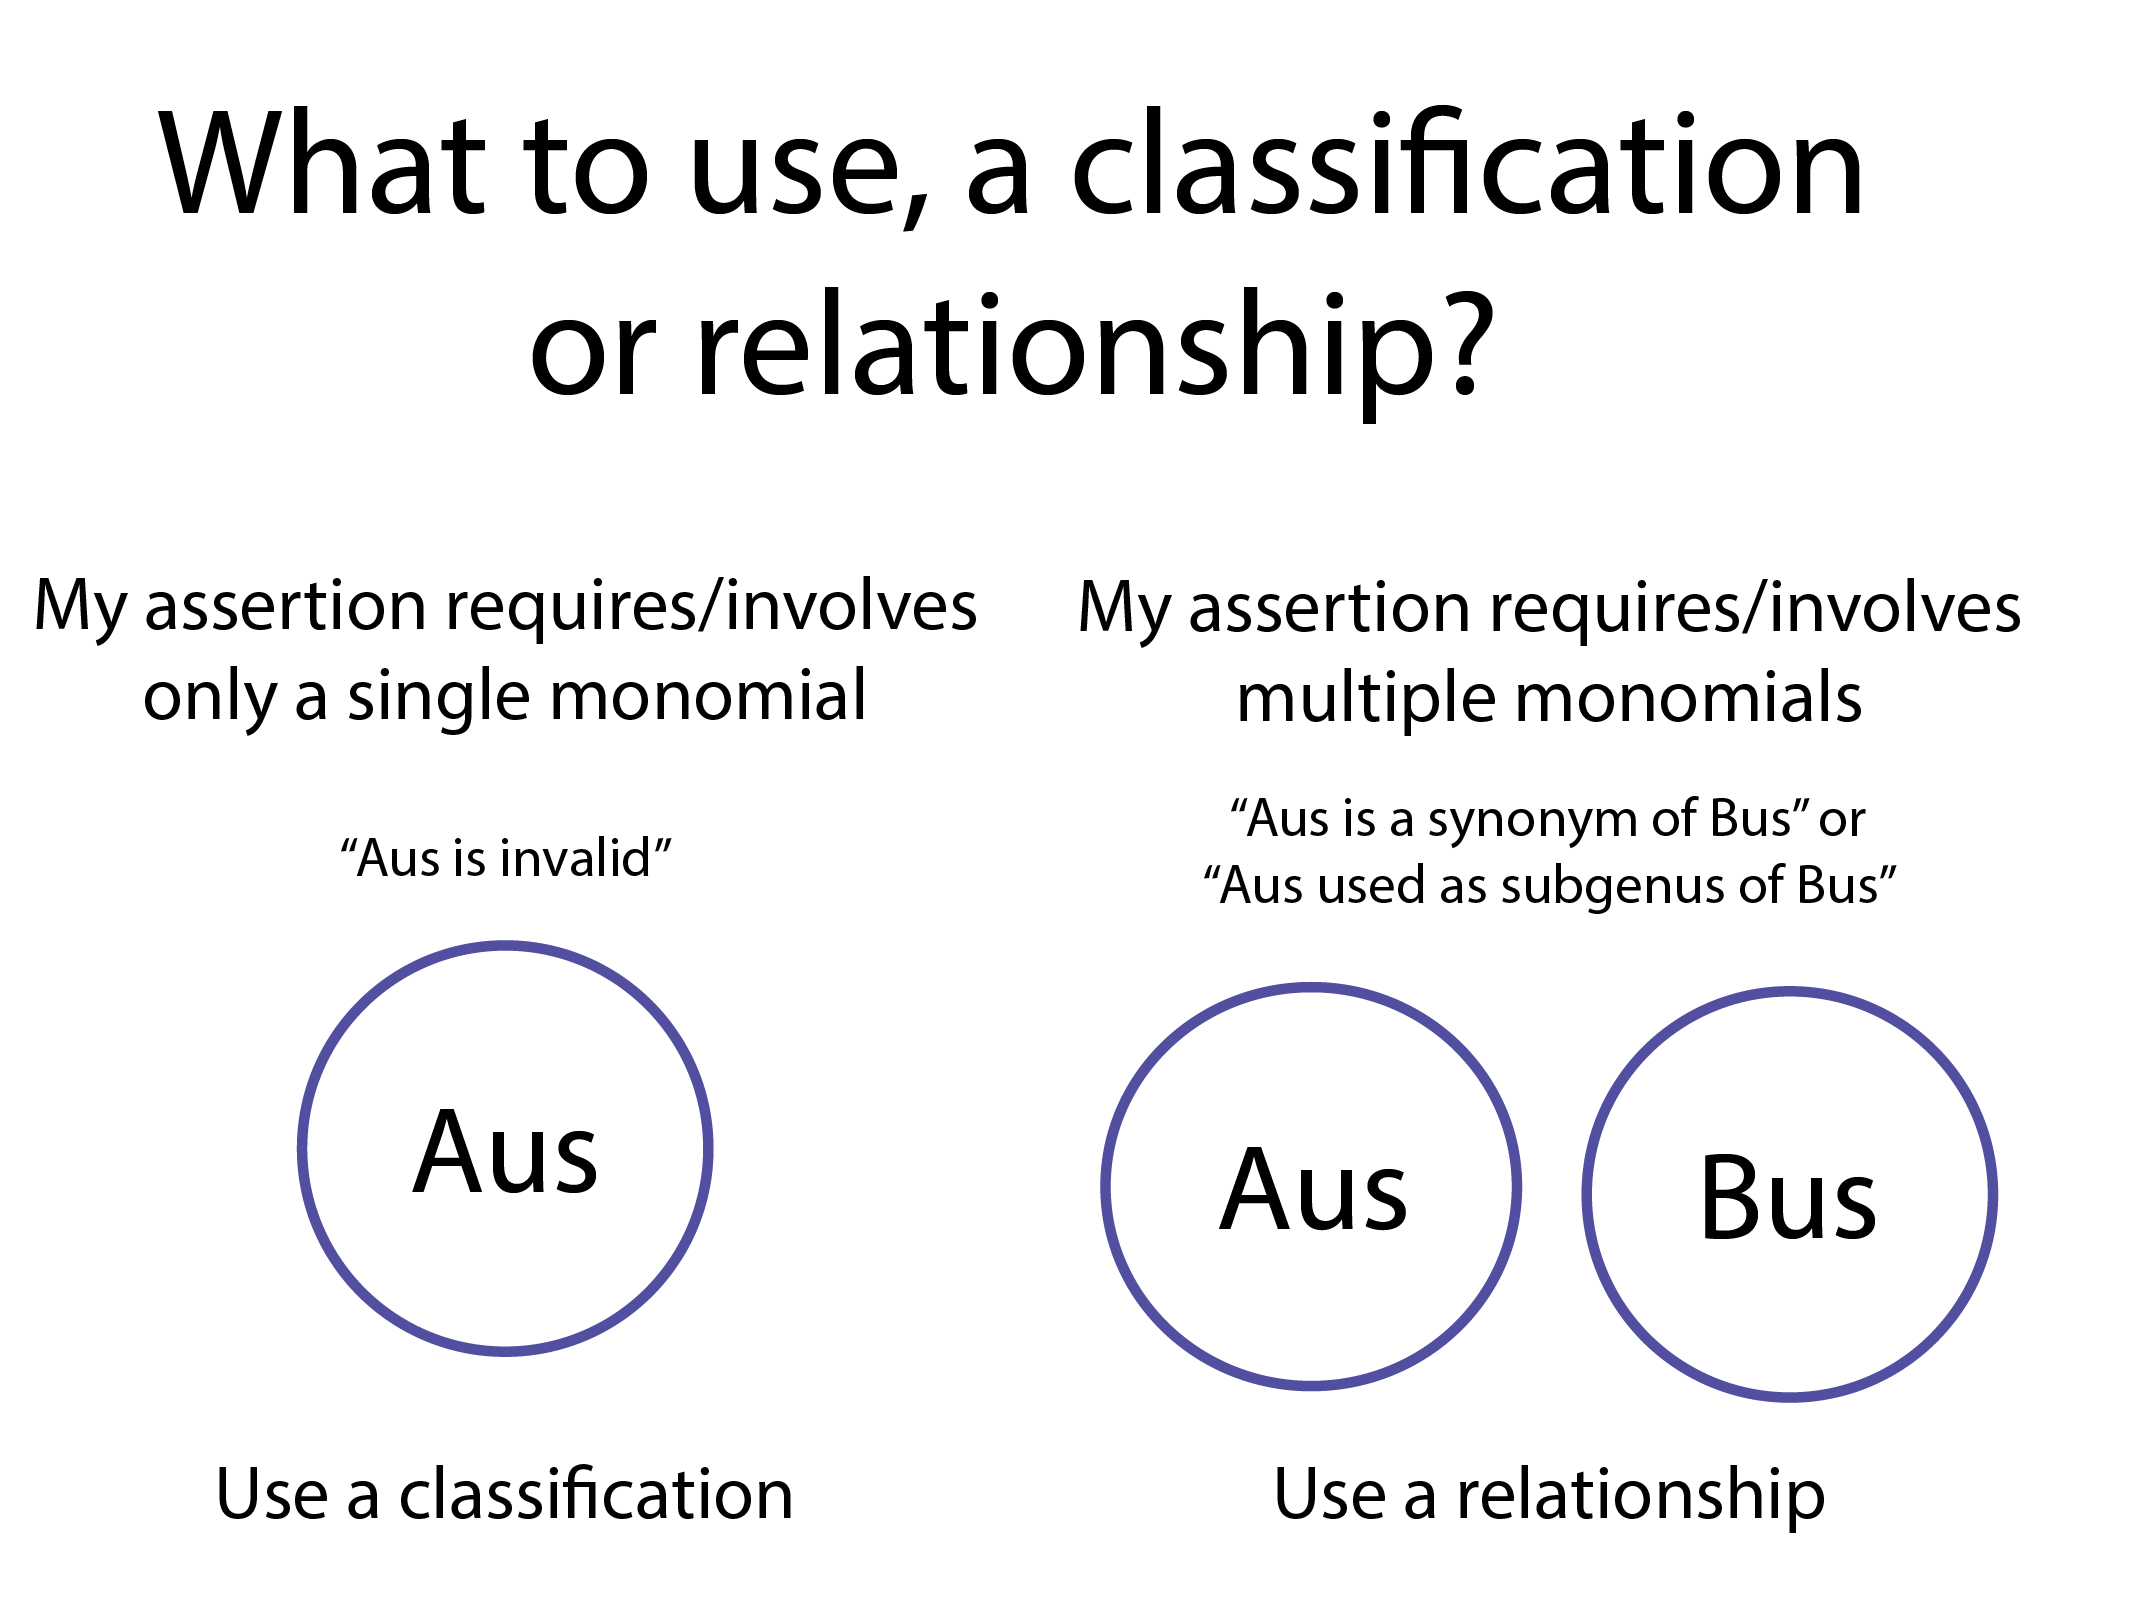 What to use, a classification
or relationship?
My assertion requires/involves
only a single monomial
“Aus is invalid”
Aus
Use a classification
My assertion requires/involves
multiple monomials
“Aus is a synonym of Bus” or
“Aus used as subgenus of Bus”
Aus
Bus
Use a relationship